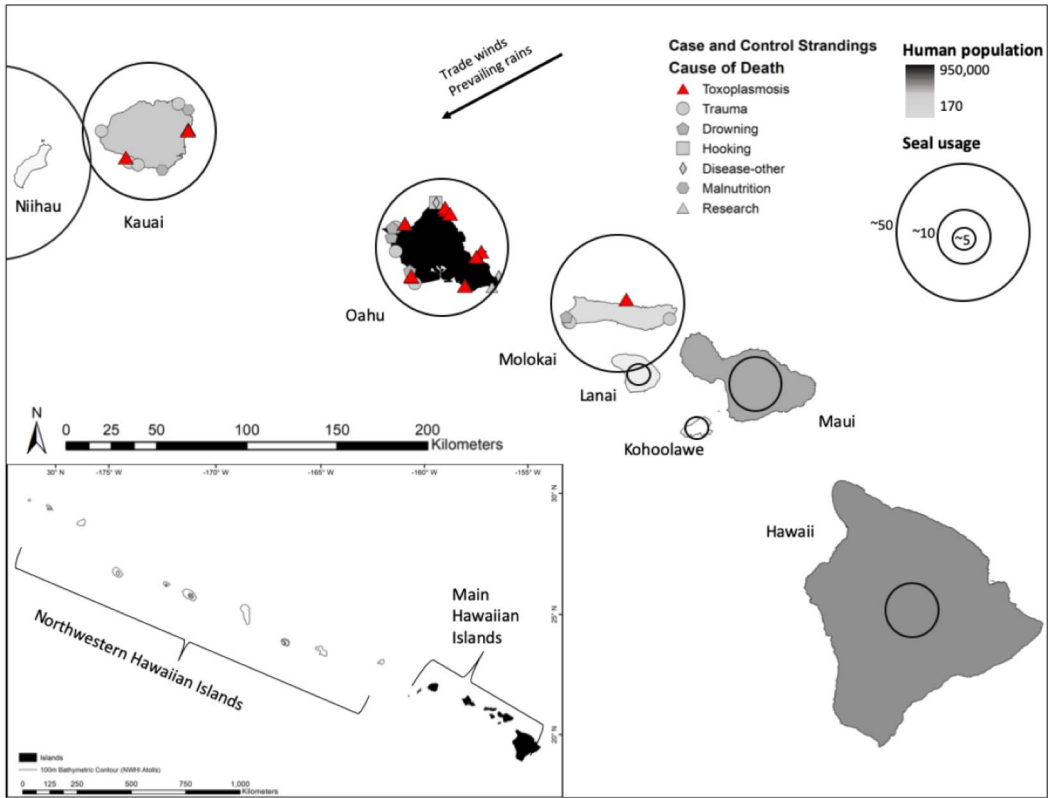 Trade winds
Prevailing rains
Case and Control Strandings
Cause of Death
Toxoplasmosis
Trauma
Drowning
Hooking
Disease-other
Malnutrition
Research
Human population
950,000
170
Seal usage
~50
~10
~5
Niihau
Kauai
Oahu
Molokai
Lanai
Maui
Kohoolawe
Hawaii
N
0 25 50 100 150 200
Kilometers
30° N -175° W -170° W -165° W -160° W -155° W
30° N
25° N
20° N
Northwestern Hawaiian Islands
Main
Hawaiian
Islands
Islands
100m Bathymetric Contour (NWHI Atolls)
0 125 250 500 750 1,000
Kilometers